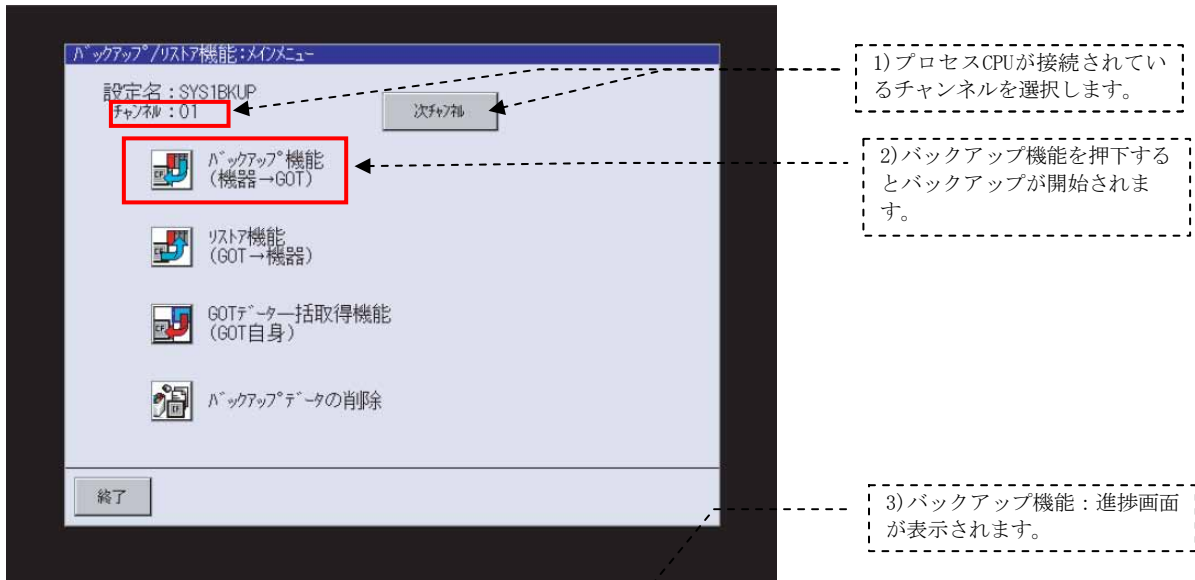 バックアップ/リストア機能:メインメニュー
設定名:SYS1BKUP
チャンネル:01
次チャンネル
バックアップ機能
(機器→GOT)
リストア機能
(GOT→機器)
GOTデータ一括取得機能
(GOT自身)
バックアップデータの削除
終了
1)プロセスCPUが接続されてい
るチャンネルを選択します。
2)バックアップ機能を押下する
とバックアップが開始されま
す。
3)バックアップ機能:進捗画面
が表示されます。